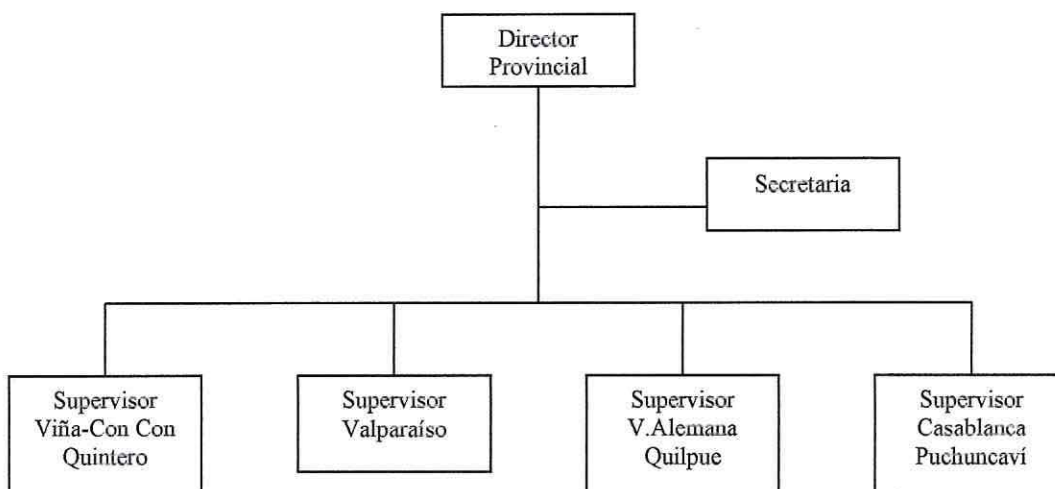 Director
Provincial
Secretaria
Supervisor
Viña-Con Con
Quintero
Supervisor
Valparaíso
Supervisor
V.Alemana
Quilpue
Supervisor
Casablanca
Puchuncaví